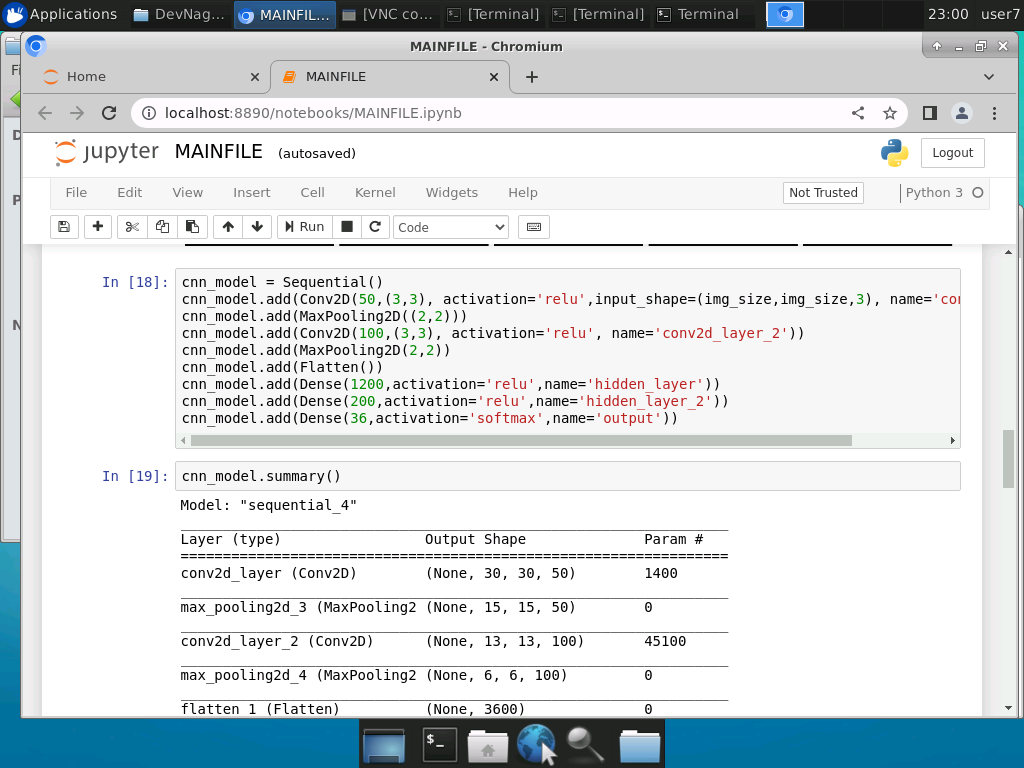 Applications DevNag... MAINFIL... [VNC co... [Terminal] [Terminal] Terminal 23:00 user7
MAINFILE - Chromium
Home MAINFILE
localhost:8890/notebooks/MAINFILE.ipynb
jupyter MAINFILE (autosaved) Logout
File Edit View Insert Cell Kernel Widgets Help Not Trusted Python 3
Run Code
In [18]: cnn_model = Sequential()
cnn_model.add(Conv2D(50,(3,3), activation='relu',input_shape=(img_size,img_size,3), name='con
cnn_model.add(MaxPooling2D((2,2)))
cnn_model.add(Conv2D(100,(3,3), activation='relu', name='conv2d_layer_2'))
cnn_model.add(MaxPooling2D(2,2))
cnn_model.add(Flatten())
cnn_model.add(Dense(1200,activation='relu',name='hidden_layer'))
cnn_model.add(Dense(200,activation='relu',name='hidden_layer_2'))
cnn_model.add(Dense(36,activation='softmax',name='output'))
In [19]: cnn_model.summary()
Model: "sequential_4"
Layer (type) Output Shape Param #
conv2d_layer (Conv2D) (None, 30, 30, 50) 1400
max_pooling2d_3 (MaxPooling2 (None, 15, 15, 50) 0
conv2d_layer_2 (Conv2D) (None, 13, 13, 100) 45100
max_pooling2d_4 (MaxPooling2 (None, 6, 6, 100) 0
flatten_1 (Flatten) (None, 3600) 0